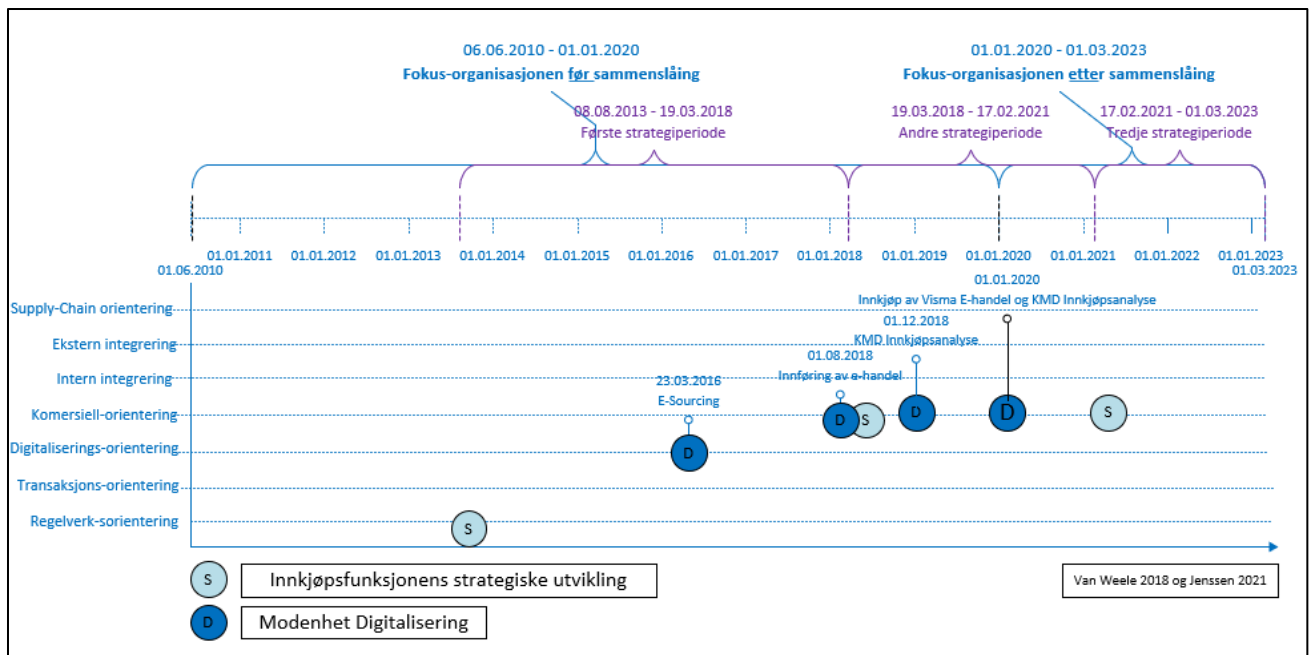 06.06.2010 - 01.01.2020
Fokus-organisasjonen før sammenslåing
01.01.2020 - 01.03.2023
Fokus-organisasjonen etter sammenslåing
08.08.2013 - 19.03.2018
Første strategiperiode
19.03.2018 - 17.02.2021
Andre strategiperiode
17.02.2021 - 01.03.2023
Tredje strategiperiode
01.01.2011 01.01.2012 01.01.2013 01.01.2014 01.01.2015 01.01.2016 01.01.2017 01.01.2018 01.01.2019 01.01.2020 01.01.2021 01.01.2022 01.01.2023
01.06.2010
01.03.2023
01.01.2020
Innkjøp av Visma E-handel og KMD Innkjøpsanalyse
Supply-Chain orientering
01.12.2018
KMD Innkjøpsanalyse
Ekstern integrering
01.08.2018
Innføring av e-handel
Intern integrering
23.03.2016
E-Sourcing
Komersiell-orientering
D
S
D
D
S
Digitaliserings-orientering
D
Transaksjons-orientering
Regelverk-sorientering
S
S
Innkjøpsfunksjonens strategiske utvikling
Van Weele 2018 og Jenssen 2021
D
Modenhet Digitalisering